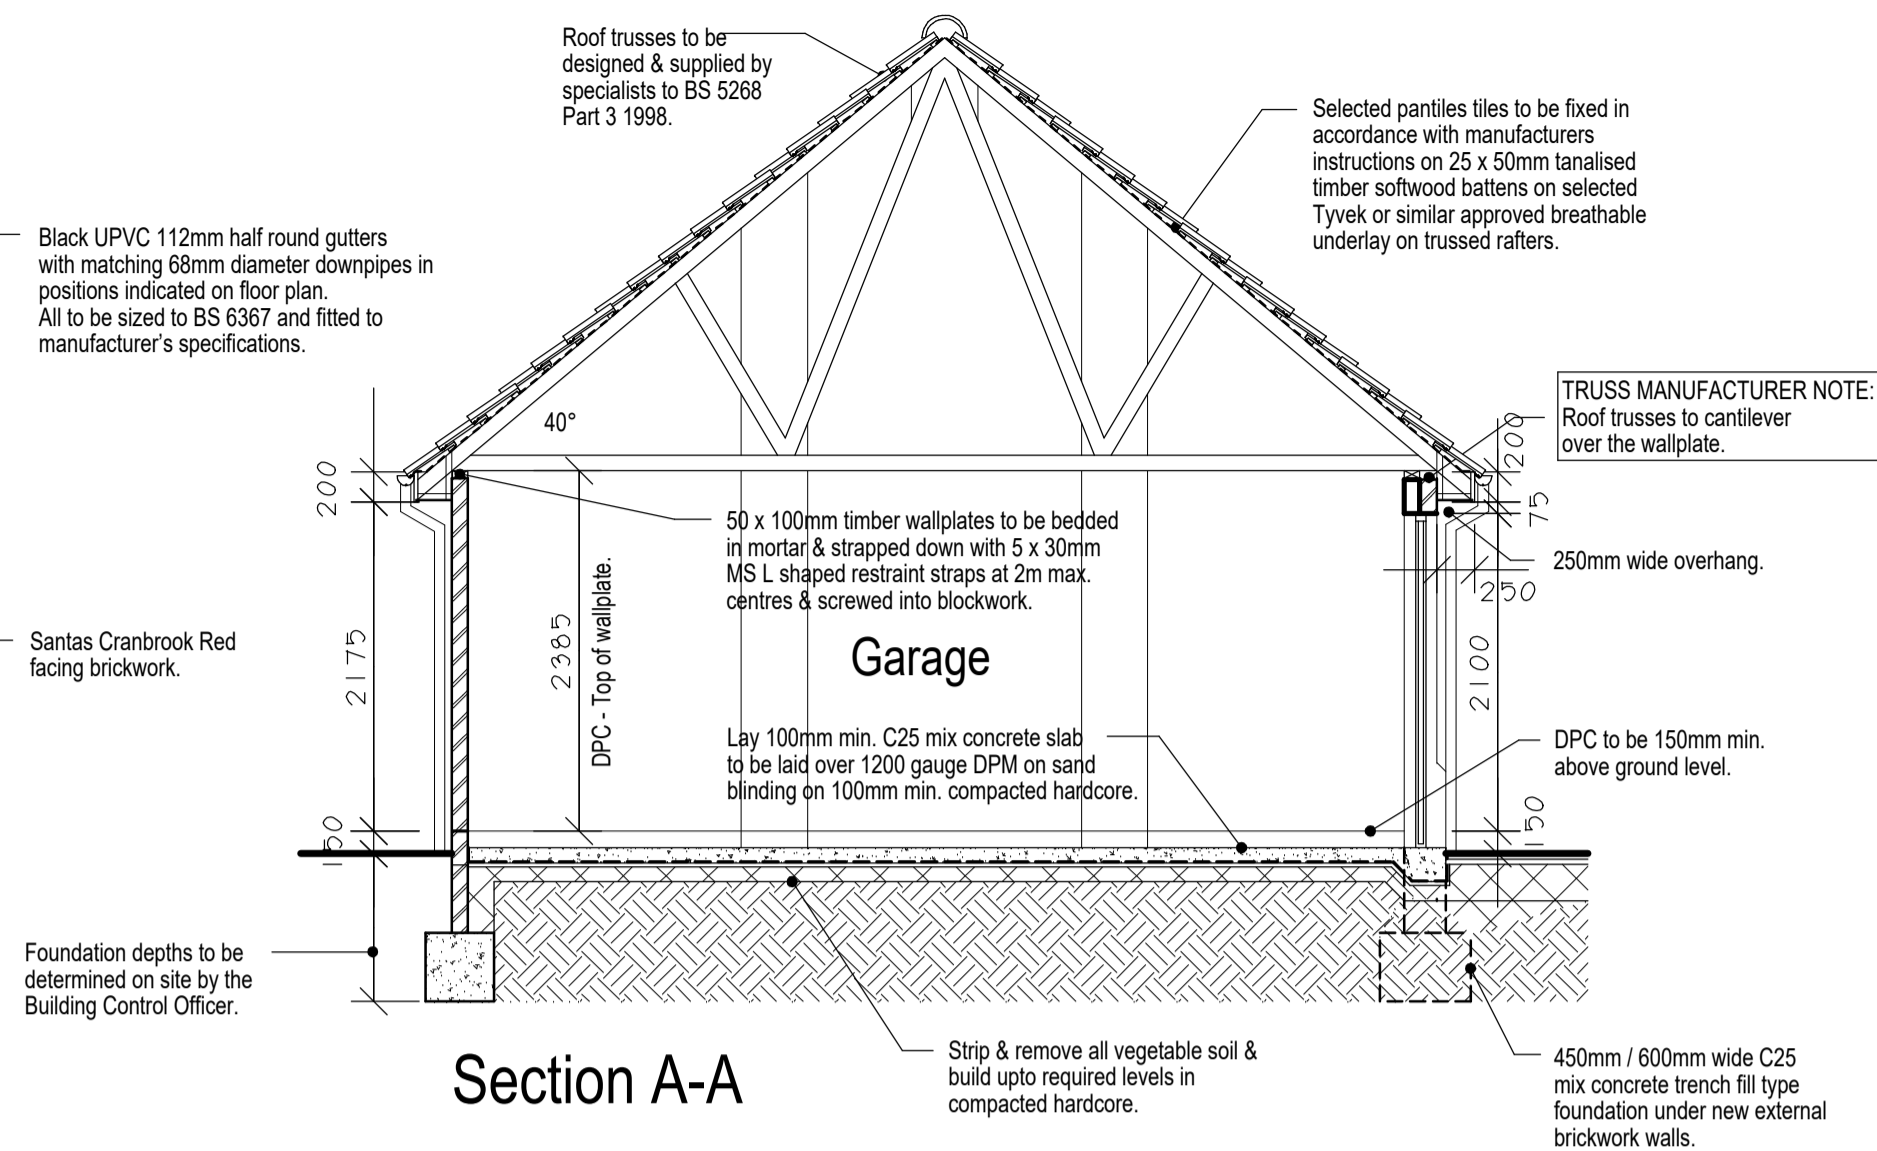 Roof trusses to be
designed & supplied by
specialists to BS 5268
Part 3 1998.
Selected pantiles tiles to be fixed in
accordance with manufacturers
instructions on 25 x 50mm tanalised
timber softwood battens on selected
Tyvek or similar approved breathable
underlay on trussed rafters.
Black UPVC 112mm half round gutters
with matching 68mm diameter downpipes in
positions indicated on floor plan.
All to be sized to BS 6367 and fitted to
manufacturer's specifications.
TRUSS MANUFACTURER NOTE:
Roof trusses to cantilever
over the wallplate.
40°
200
200
75
50 x 100mm timber wallplates to be bedded
in mortar & strapped down with 5 x 30mm
MS L shaped restraint straps at 2m max.
centres & screwed into blockwork.
250mm wide overhang.
250
Santas Cranbrook Red
facing brickwork.
2175
2385
DPC - Top of wallplate.
Garage
2100
Lay 100mm min. C25 mix concrete slab
to be laid over 1200 gauge DPM on sand
blinding on 100mm min. compacted hardcore.
DPC to be 150mm min.
above ground level.
150
150
Foundation depths to be
determined on site by the
Building Control Officer.
Section A-A
Strip & remove all vegetable soil &
build upto required levels in
compacted hardcore.
450mm / 600mm wide C25
mix concrete trench fill type
foundation under new external
brickwork walls.